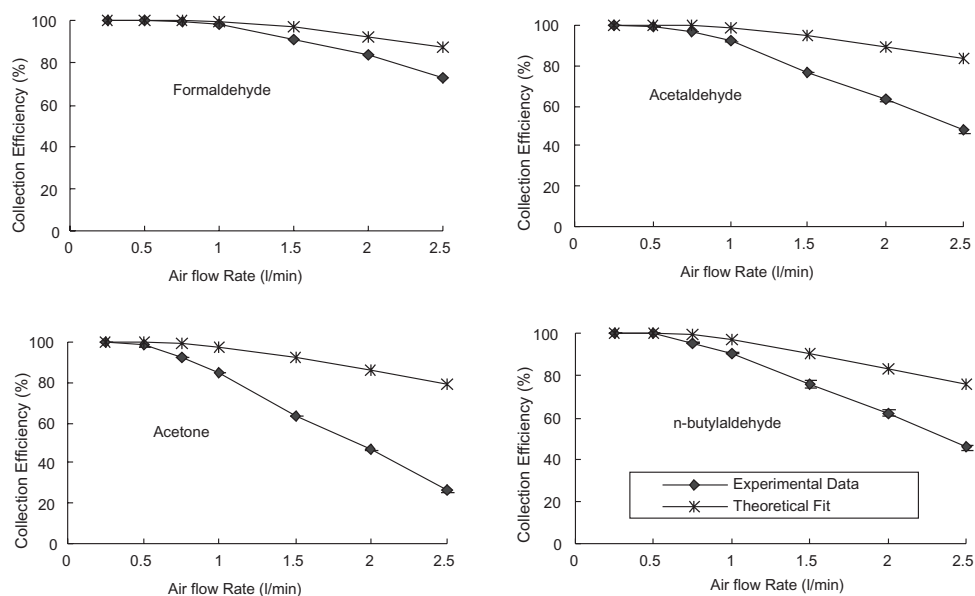 Collection Efficiency (%)
100
80
60
40
20
0
Formaldehyde
0 0.5 1 1.5 2 2.5
Air flow Rate (l/min)
Collection Efficiency (%)
100
80
60
40
20
0
Acetaldehyde
0 0.5 1 1.5 2 2.5
Air flow Rate (l/min)
Collection Efficiency (%)
100
80
60
40
20
0
Acetone
0 0.5 1 1.5 2 2.5
Air flow Rate (l/min)
Collection Efficiency (%)
100
80
60
40
20
0
n-butylaldehyde
Experimental Data
Theoretical Fit
0 0.5 1 1.5 2 2.5
Air flow Rate (l/min)